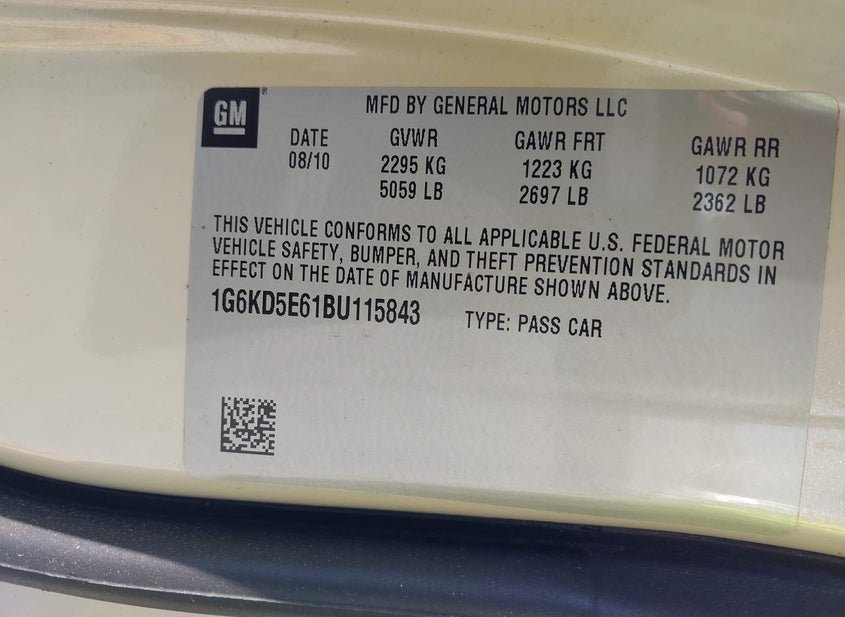 GM ®
MFD BY GENERAL MOTORS LLC
DATE GVWR GAWR FRT GAWR RR
08/10 2295 KG 1223 KG 1072 KG
5059 LB 2697 LB 2362 LB
THIS VEHICLE CONFORMS TO ALL APPLICABLE U.S. FEDERAL MOTOR
VEHICLE SAFETY, BUMPER, AND THEFT PREVENTION STANDARDS IN
EFFECT ON THE DATE OF MANUFACTURE SHOWN ABOVE.
1G6KD5E61BU115843 TYPE: PASS CAR